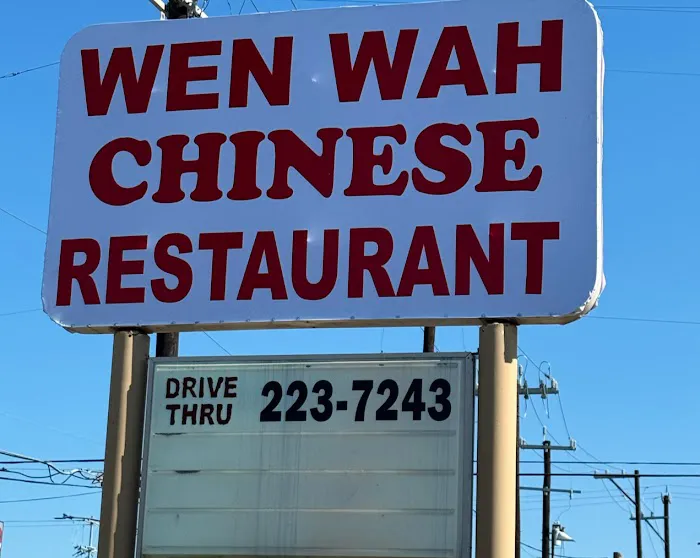 WEN WAH
CHINESE
RESTAURANT
DRIVE THRU 223-7243